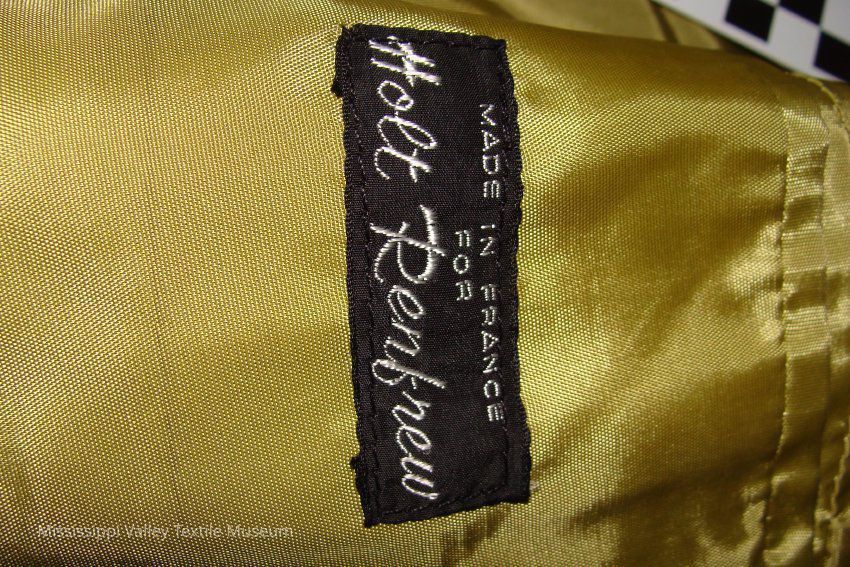 MADE IN FRANCE
FOR
Holt Renfrew
Mississippi Valley Textile Museum